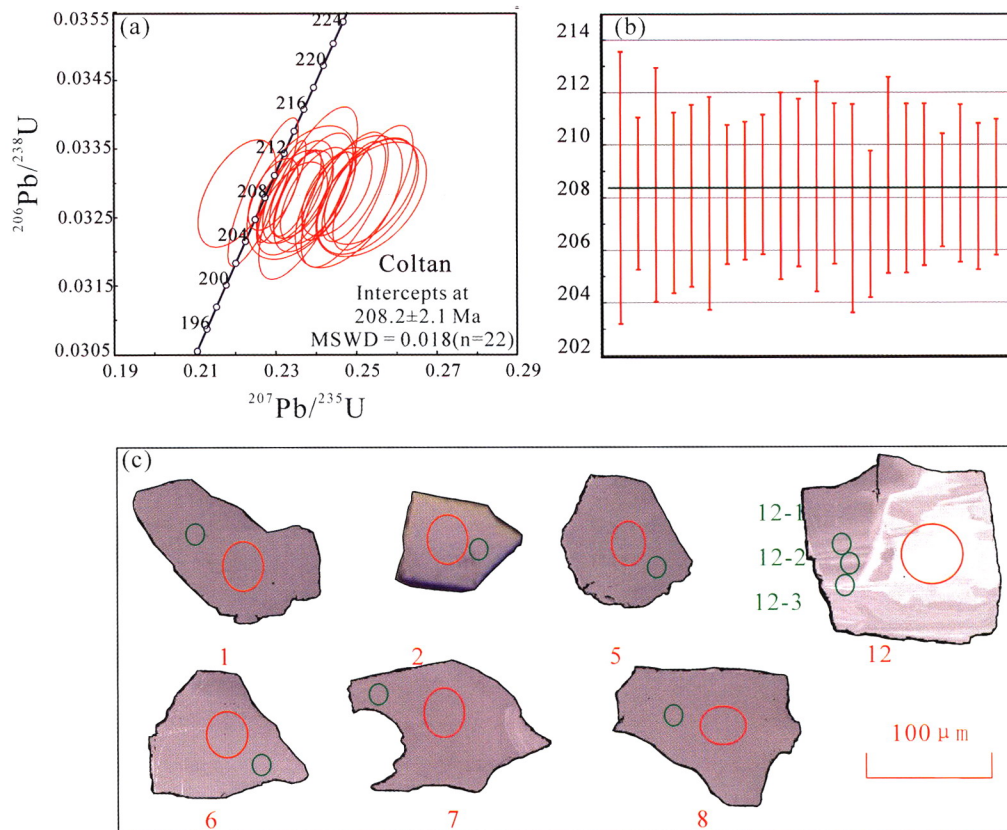 (a)
0.0355
0.0345
0.0335
0.0325
0.0315
0.0305
²⁰⁶Pb/²³⁸U
224
220
216
212
208
204
200
196
Coltan
Intercepts at
208.2±2.1 Ma
MSWD = 0.018(n=22)
0.19 0.21 0.23 0.25 0.27 0.29
²⁰⁷Pb/²³⁵U
(b)
214
212
210
208
206
204
202
(c)
12-1
12-2
12-3
1 2 5 12
6 7 8
100 μm